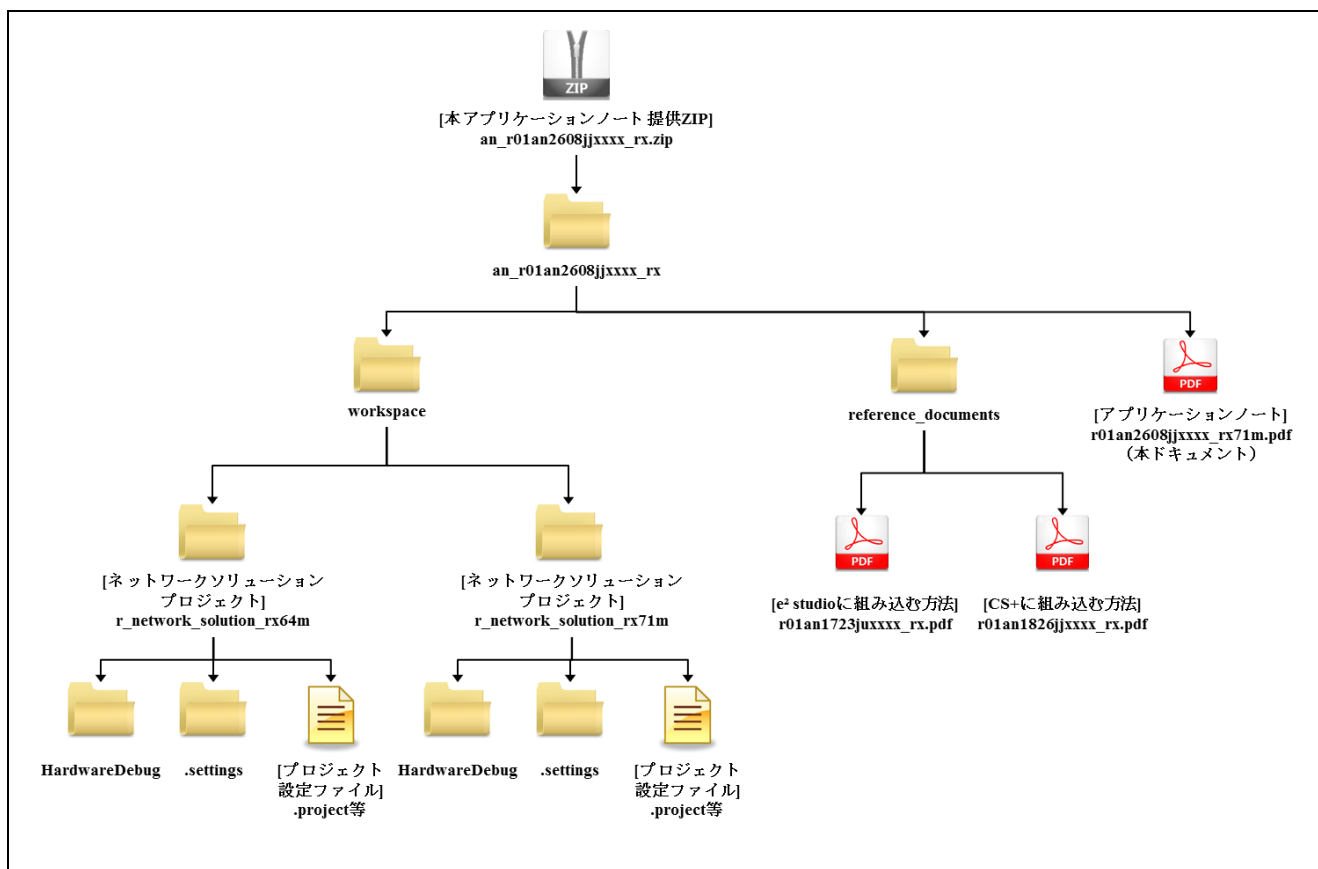 ZIP
[本アプリケーションノート 提供ZIP]
an_r01an2608jjxxxx_rx.zip
an_r01an2608jjxxxx_rx
workspace
reference_documents
PDF
[アプリケーションノート]
r01an2608jjxxxx_rx71m.pdf
（本ドキュメント）
[ネットワークソリューション
プロジェクト]
r_network_solution_rx64m
[ネットワークソリューション
プロジェクト]
r_network_solution_rx71m
PDF
[e² studioに組み込む方法]
r01an1723juxxxx_rx.pdf
PDF
[CS+に組み込む方法]
r01an1826jjxxxx_rx.pdf
HardwareDebug
.settings
[プロジェクト
設定ファイル]
.project等
HardwareDebug
.settings
[プロジェクト
設定ファイル]
.project等